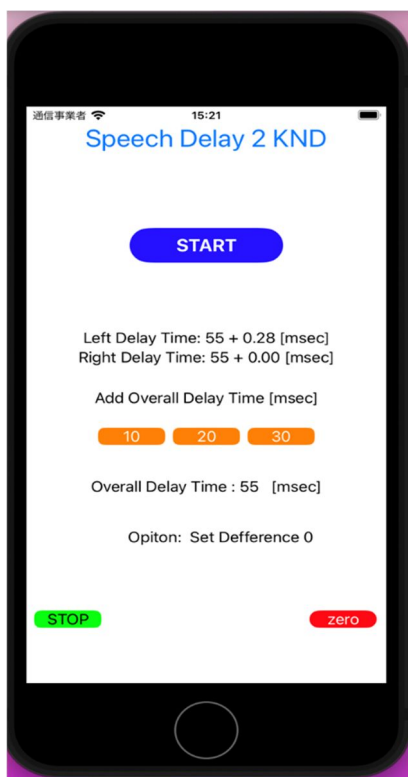 通信事業者 15:21
Speech Delay 2 KND
START
Left Delay Time: 55 + 0.28 [msec]
Right Delay Time: 55 + 0.00 [msec]
Add Overall Delay Time [msec]
10 20 30
Overall Delay Time : 55 [msec]
Opiton: Set Defference 0
STOP zero